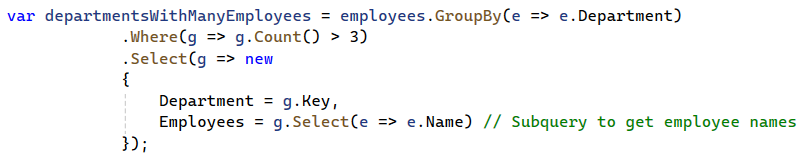 var departmentsWithManyEmployees = employees.GroupBy(e => e.Department)
            .Where(g => g.Count() > 3)
            .Select(g => new
            {
                Department = g.Key,
                Employees = g.Select(e => e.Name) // Subquery to get employee names
            });